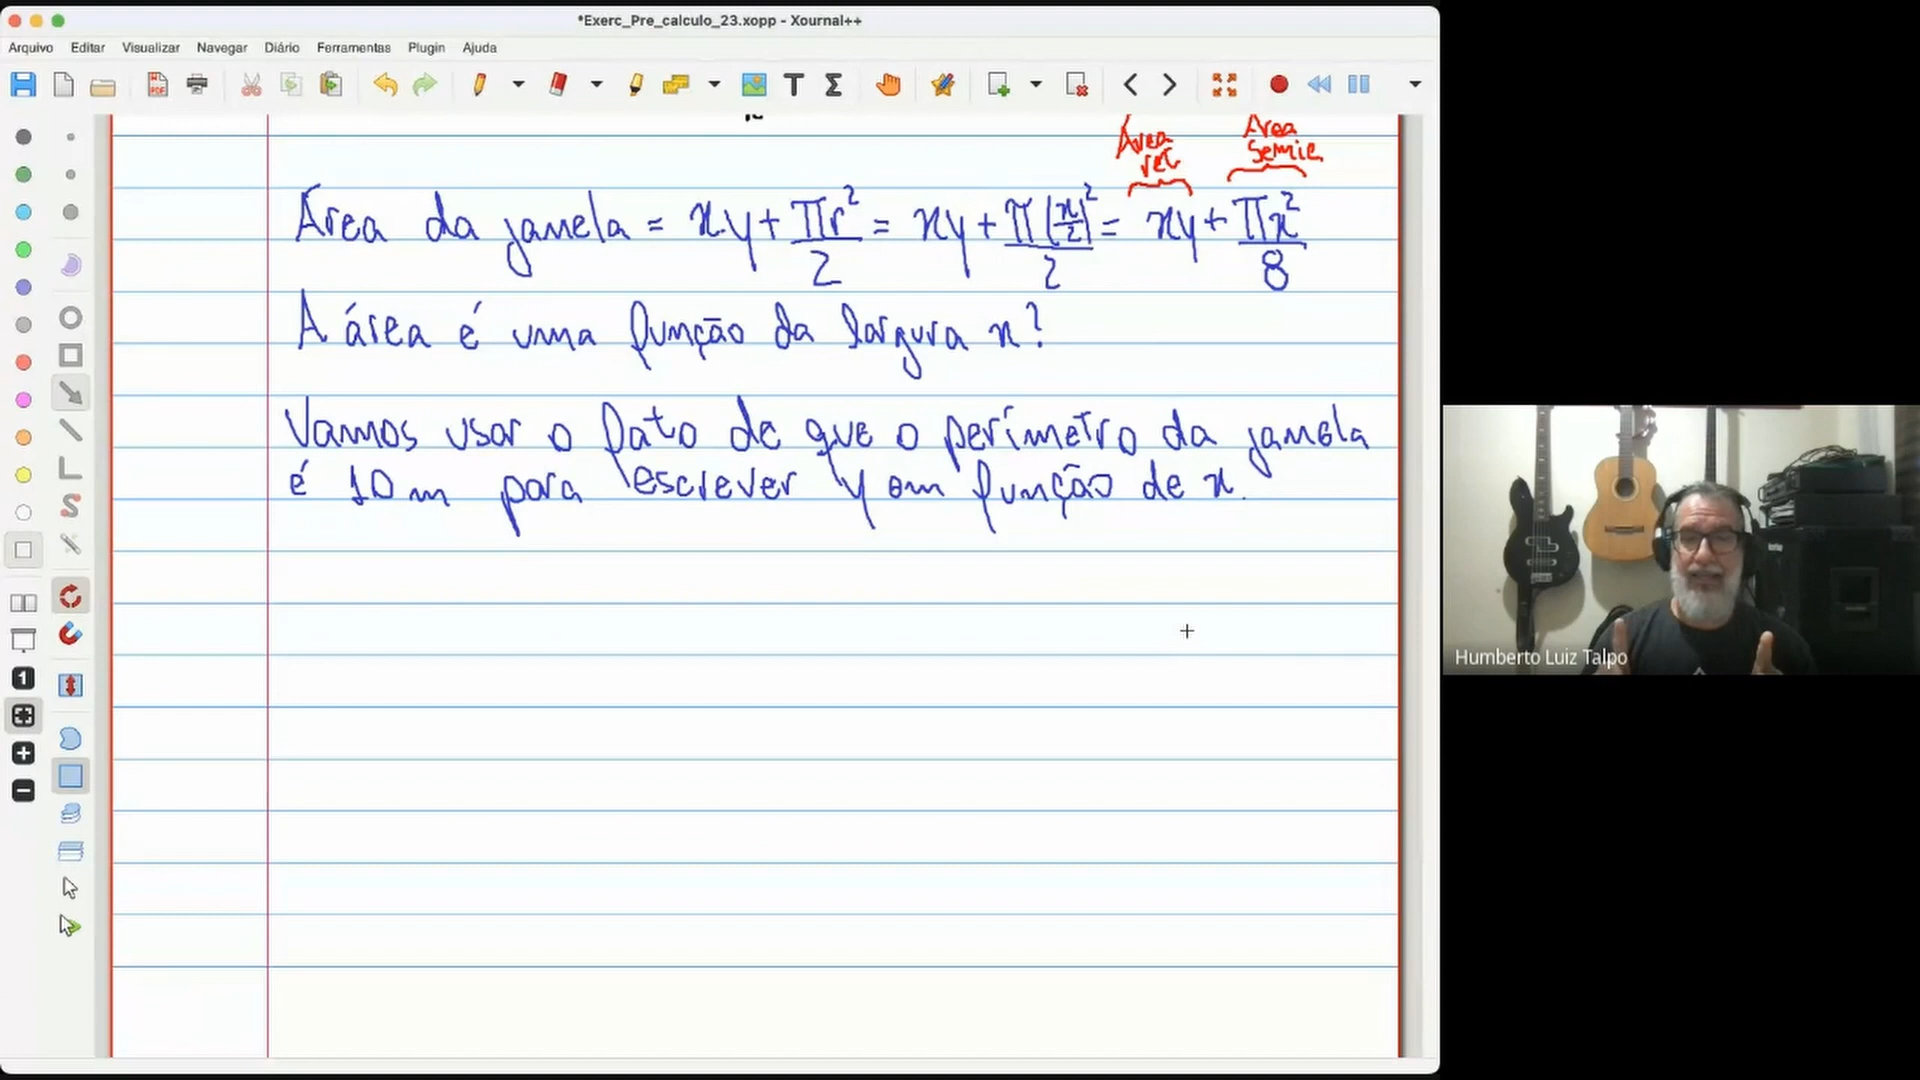 *Exerc_Pre_calculo_23.xopp - Xournal++
Arquivo Editar Visualizar Navegar Diário Ferramentas Plugin Ajuda
Área ret
Área Semic
Área da janela = xy + πr²/2 = xy + π(x/2)²/2 = xy + πx²/8
A área é uma função da largura x?
Vamos usar o fato de que o perímetro da janela
é 10m para escrever y em função de x.
Humberto Luiz Talpo